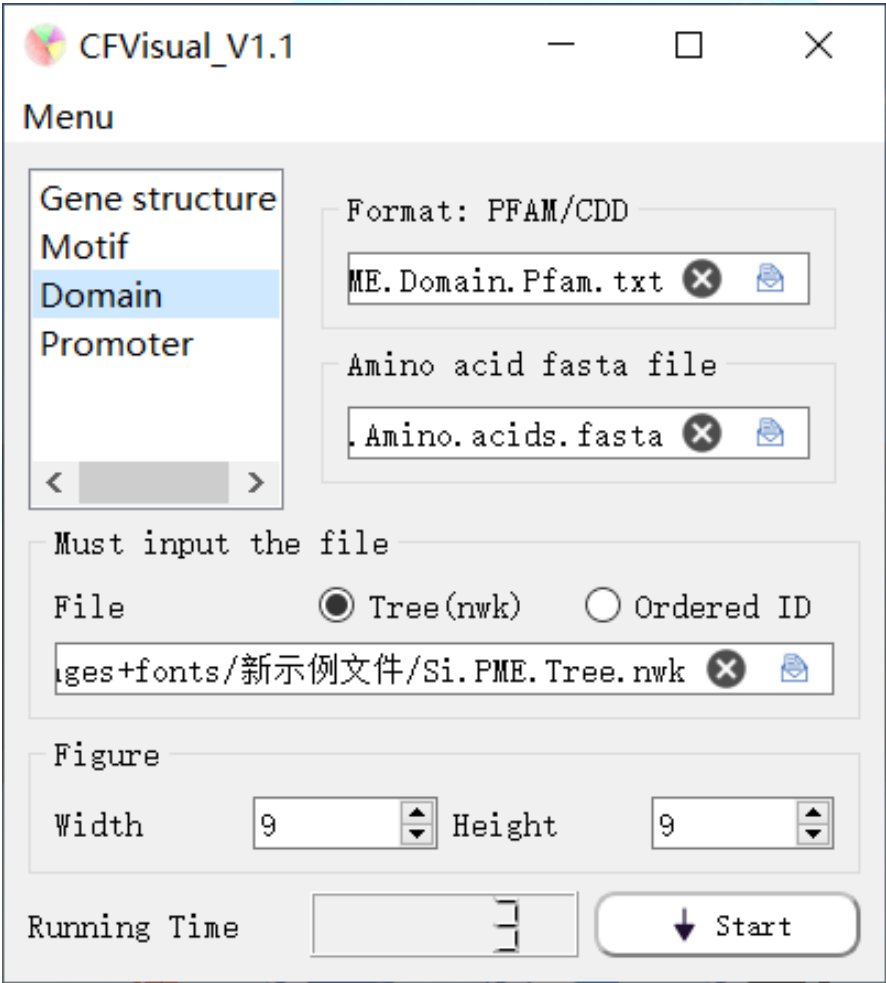 CFVisual_V1.1
Menu
Gene structure
Motif
Domain
Promoter
Format: PFAM/CDD
ME.Domain.Pfam.txt
Amino acid fasta file
.Amino.acids.fasta
Must input the file
File Tree(nwk) Ordered ID
ges+fonts/新示例文件/Si.PME.Tree.nwk
Figure
Width 9 Height 9
Running Time 3 Start